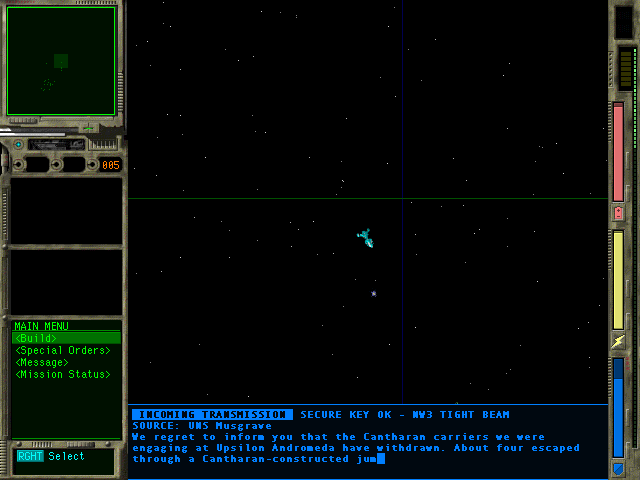 005
MAIN MENU
<Build>
<Special Orders>
<Message>
<Mission Status>
RGHT Select
INCOMING TRANSMISSION SECURE KEY OK - NW3 TIGHT BEAM
SOURCE: UNS Musgrave
We regret to inform you that the Cantharan carriers we were
engaging at Upsilon Andromeda have withdrawn. About four escaped
through a Cantharan-constructed jum